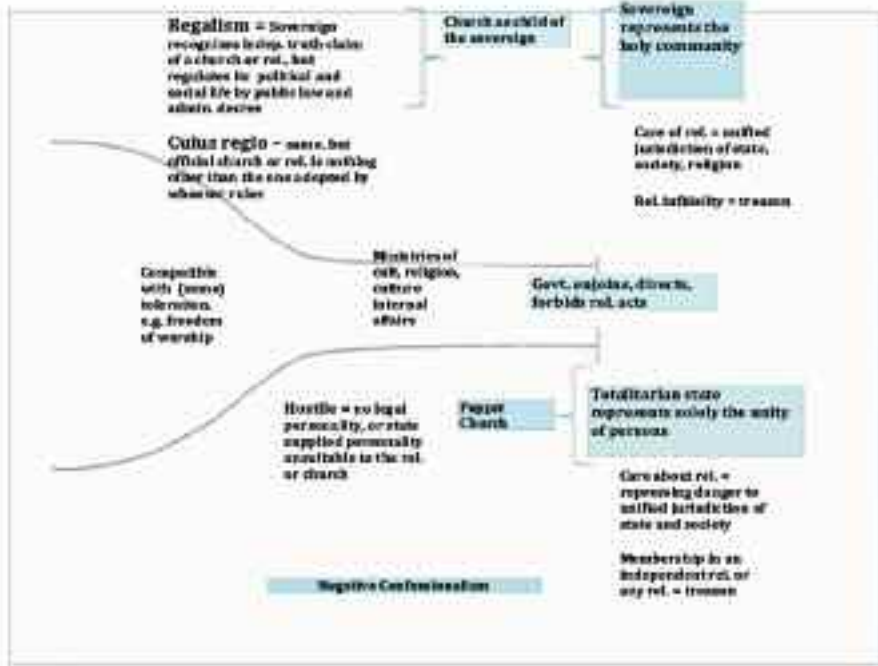 Regalism = Sovereign
recognizes indep. truth claims
of a church or rel., but
regulates its political and
social life by public law and
admin. decree
Church as child of
the sovereign
Sovereign
represents the
holy community
Cuius regio – same, but
official church or rel. is nothing
other than the one adopted by
whoever rules
Care of rel. = unified
jurisdiction of state,
society, religion
Rel. infidelity = treason
Compatible
with (some)
toleration,
e.g. freedom
of worship
Ministries of
cult, religion,
culture
internal
affairs
Govt. enjoins, directs,
forbids rel. acts
Hostile = no legal
personality, or state
supplied personality
unsuitable to the rel.
or church
Puppet
Church
Totalitarian state
represents solely the unity
of persons
Care about rel. =
repressing danger to
unified jurisdiction of
state and society
Membership in an
independent rel. or
any rel. = treason
Negative Confessionalism